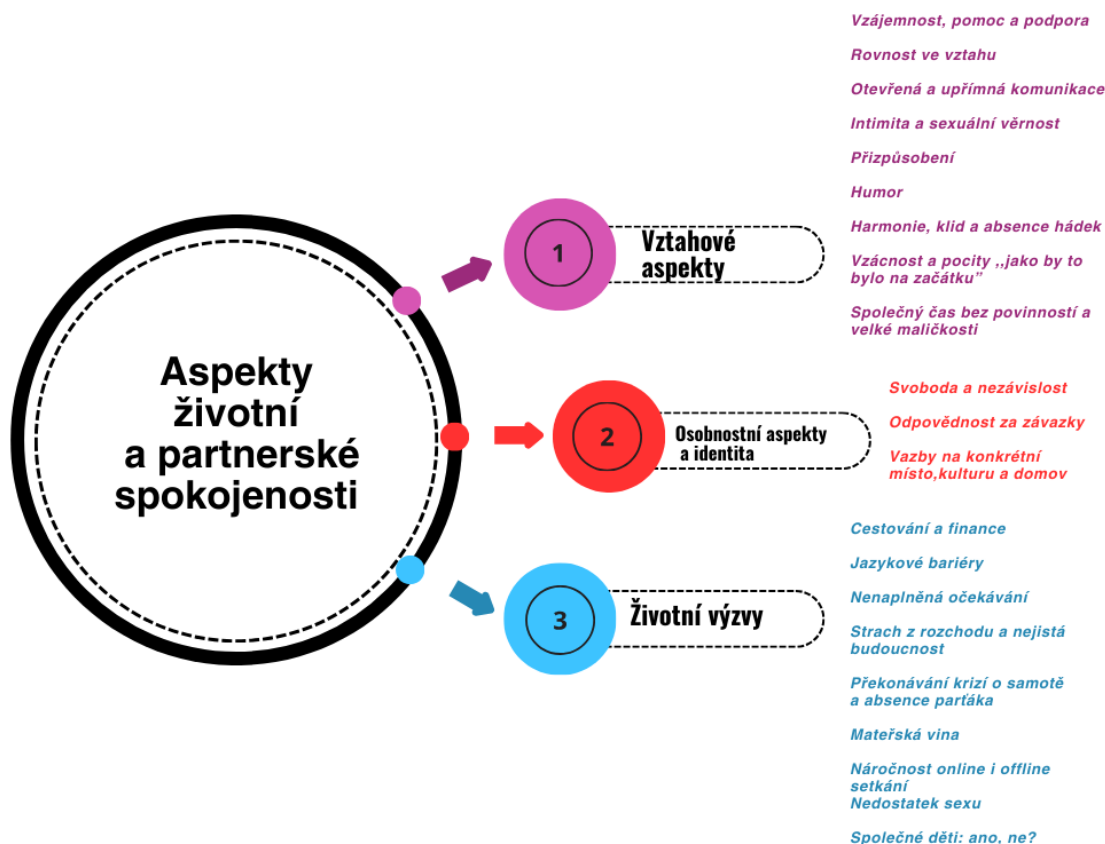 Aspekty
životní
a partnerské
spokojenosti
1
Vztahové
aspekty
Vzájemnost, pomoc a podpora
Rovnost ve vztahu
Otevřená a upřímná komunikace
Intimita a sexuální věrnost
Přizpůsobení
Humor
Harmonie, klid a absence hádek
Vzácnost a pocity ,,jako by to
bylo na začátku”
Společný čas bez povinností a
velké maličkosti
2
Osobnostní aspekty
a identita
Svoboda a nezávislost
Odpovědnost za závazky
Vazby na konkrétní
místo,kulturu a domov
3
Životní výzvy
Cestování a finance
Jazykové bariéry
Nenaplněná očekávání
Strach z rozchodu a nejistá
budoucnost
Překonávání krizí o samotě
a absence parťáka
Mateřská vina
Náročnost online i offline
setkání
Nedostatek sexu
Společné děti: ano, ne?